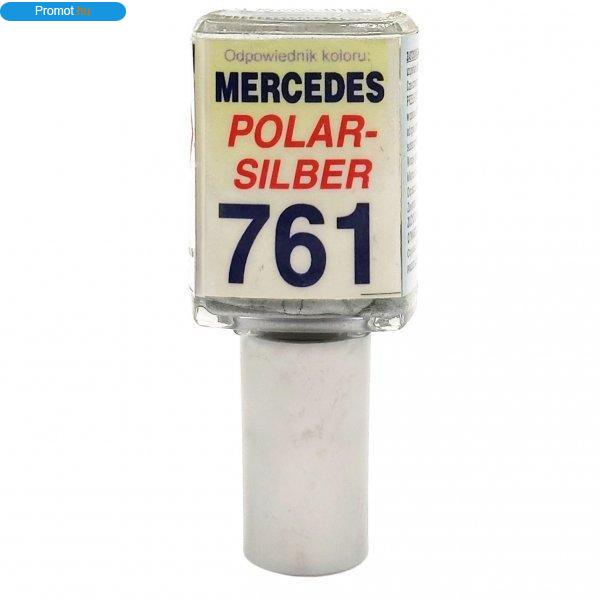 Promot.hu
Odpowiednik koloru:
MERCEDES
POLAR-
SILBER
761